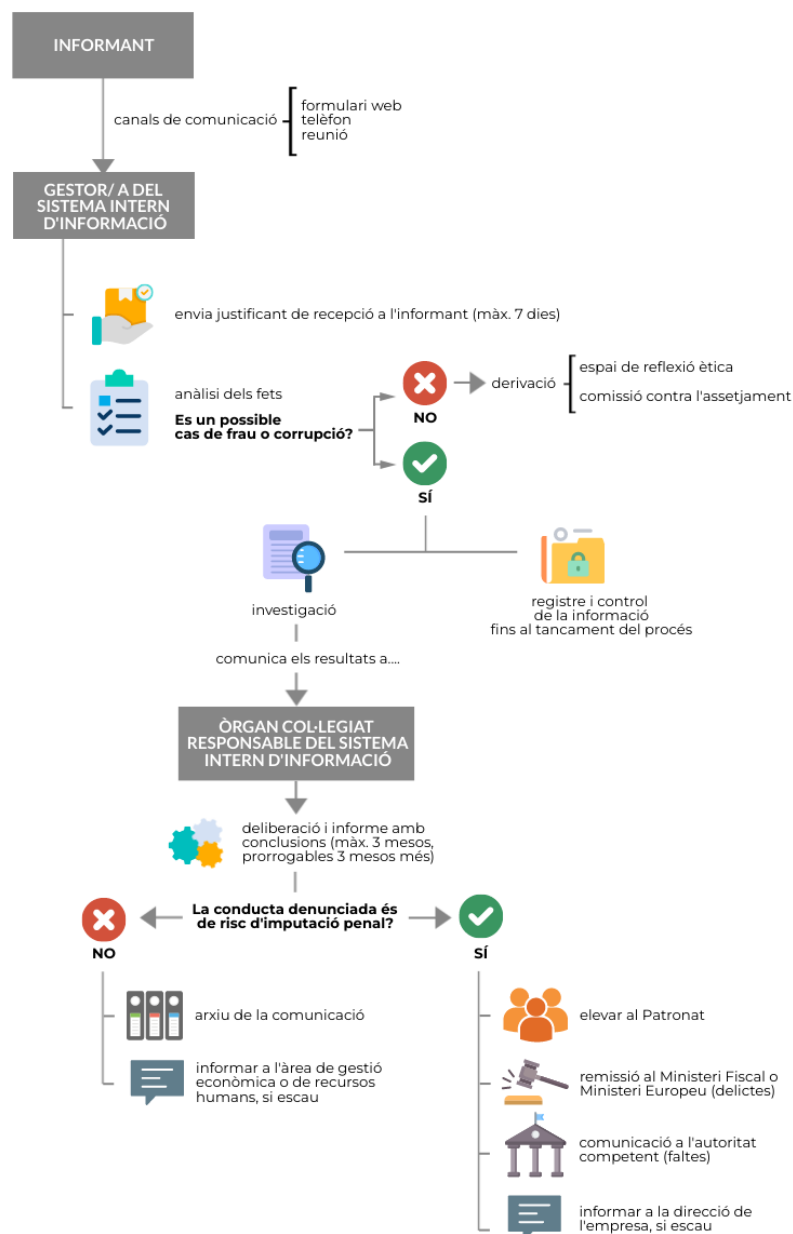 INFORMANT
canals de comunicació
formulari web
telèfon
reunió
GESTOR/ A DEL
SISTEMA INTERN
D'INFORMACIÓ
envia justificant de recepció a l'informant (màx. 7 dies)
anàlisi dels fets
Es un possible
cas de frau o corrupció?
NO
derivació
espai de reflexió ètica
comissió contra l'assetjament
SÍ
investigació
registre i control
de la informació
fins al tancament del procés
comunica els resultats a....
ÒRGAN COL·LEGIAT
RESPONSABLE DEL SISTEMA
INTERN D'INFORMACIÓ
deliberació i informe amb
conclusions (màx. 3 mesos,
prorrogables 3 mesos més)
La conducta denunciada és
de risc d'imputació penal?
NO
arxiu de la comunicació
informar a l'àrea de gestió
econòmica o de recursos
humans, si escau
SÍ
elevar al Patronat
remissió al Ministeri Fiscal o
Ministeri Europeu (delictes)
comunicació a l'autoritat
competent (faltes)
informar a la direcció de
l'empresa, si escau